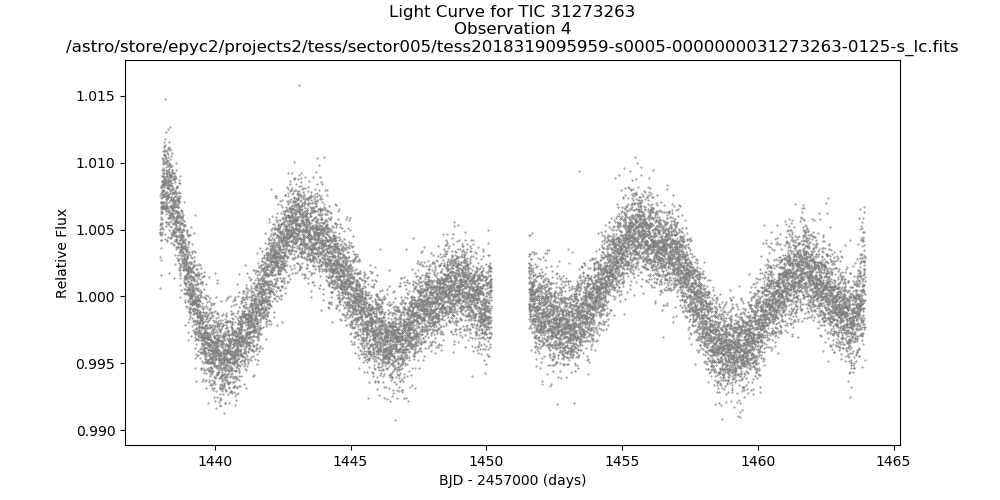 Light Curve for TIC 31273263
Observation 4
/astro/store/epyc2/projects2/tess/sector005/tess2018319095959-s0005-0000000031273263-0125-s_lc.fits
1.015
1.010
1.005
1.000
0.995
0.990
Relative Flux
1440
1445
1450
1455
1460
1465
BJD - 2457000 (days)